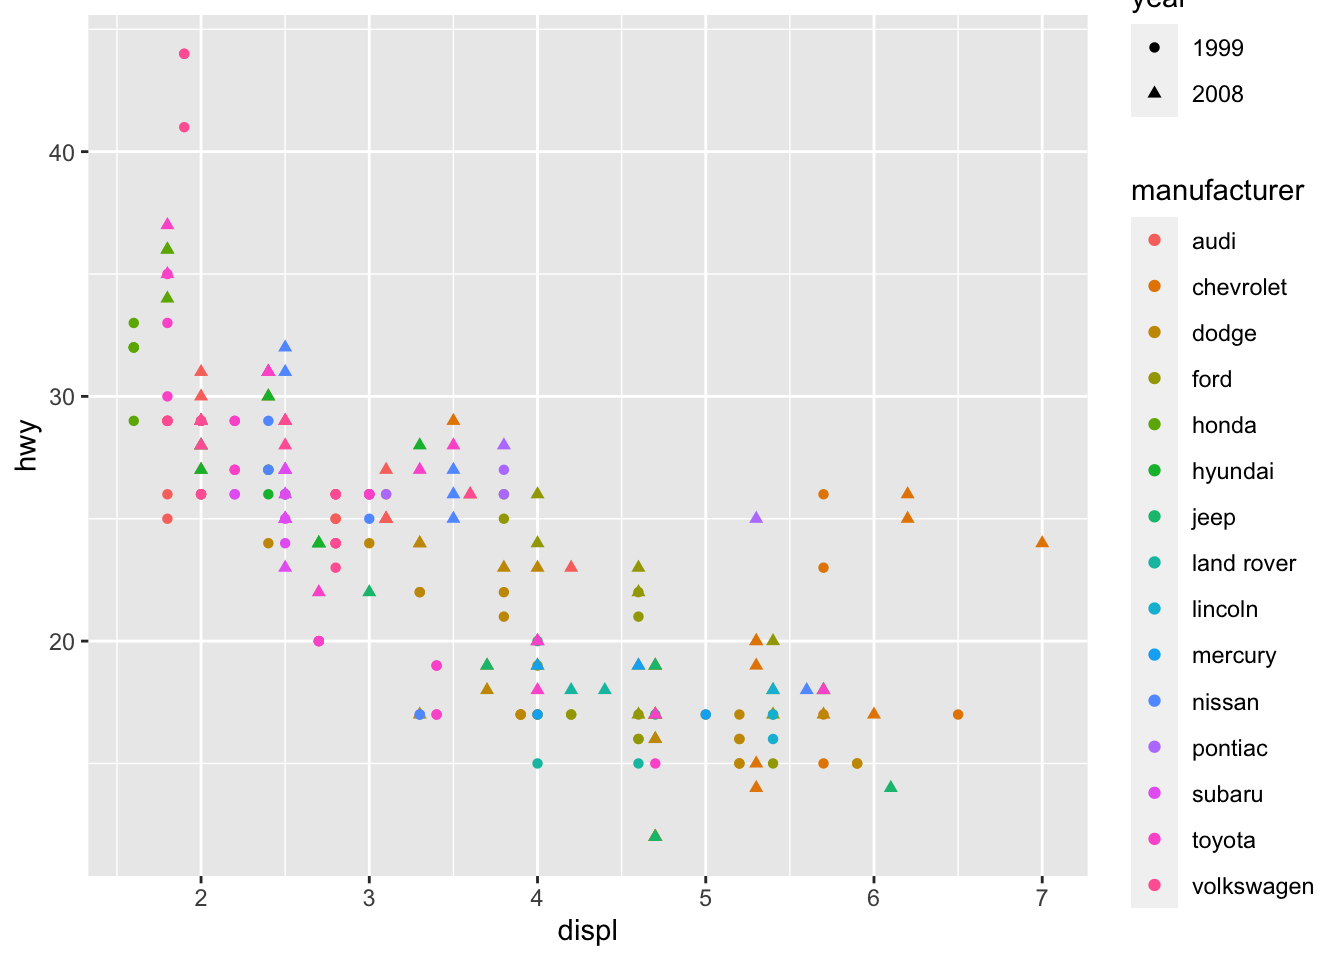 year
1999
2008
manufacturer
audi
chevrolet
dodge
ford
honda
hyundai
jeep
land rover
lincoln
mercury
nissan
pontiac
subaru
toyota
volkswagen
40
30
20
hwy
2 3 4 5 6 7
displ